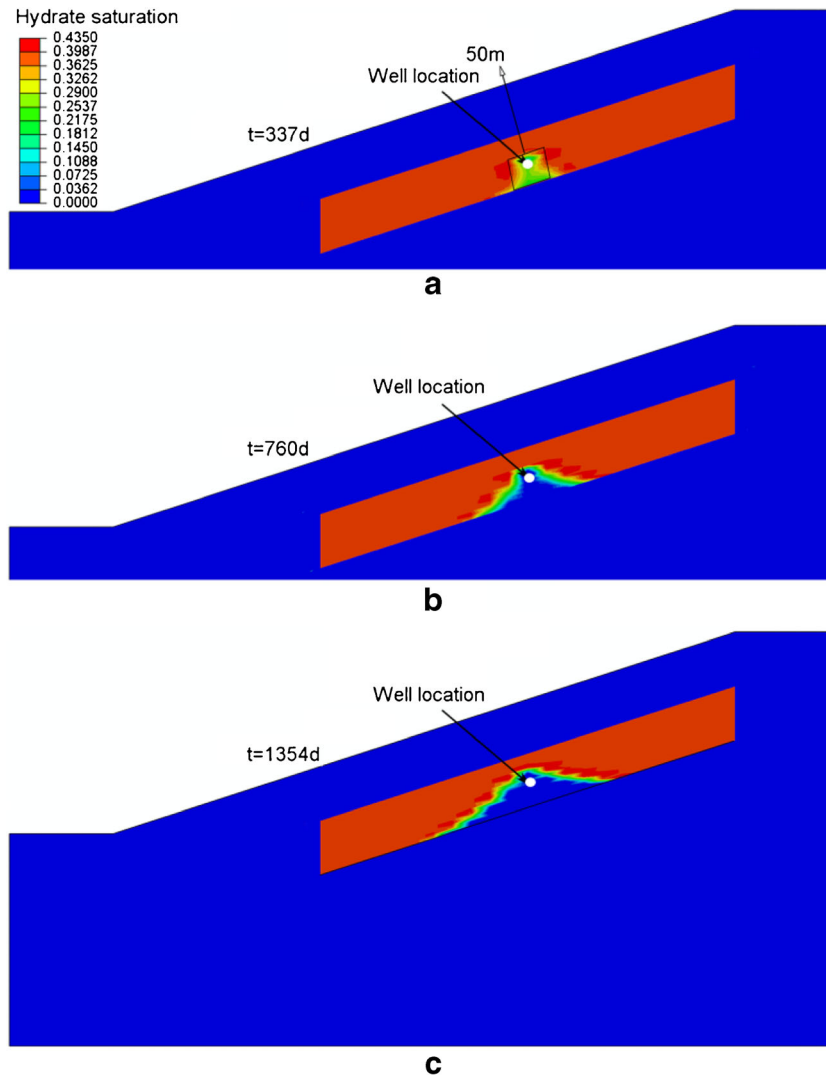 Hydrate saturation
0.4350
0.3987
0.3625
0.3262
0.2900
0.2537
0.2175
0.1812
0.1450
0.1088
0.0725
0.0362
0.0000
50m
Well location
t=337d
a
Well location
t=760d
b
Well location
t=1354d
c